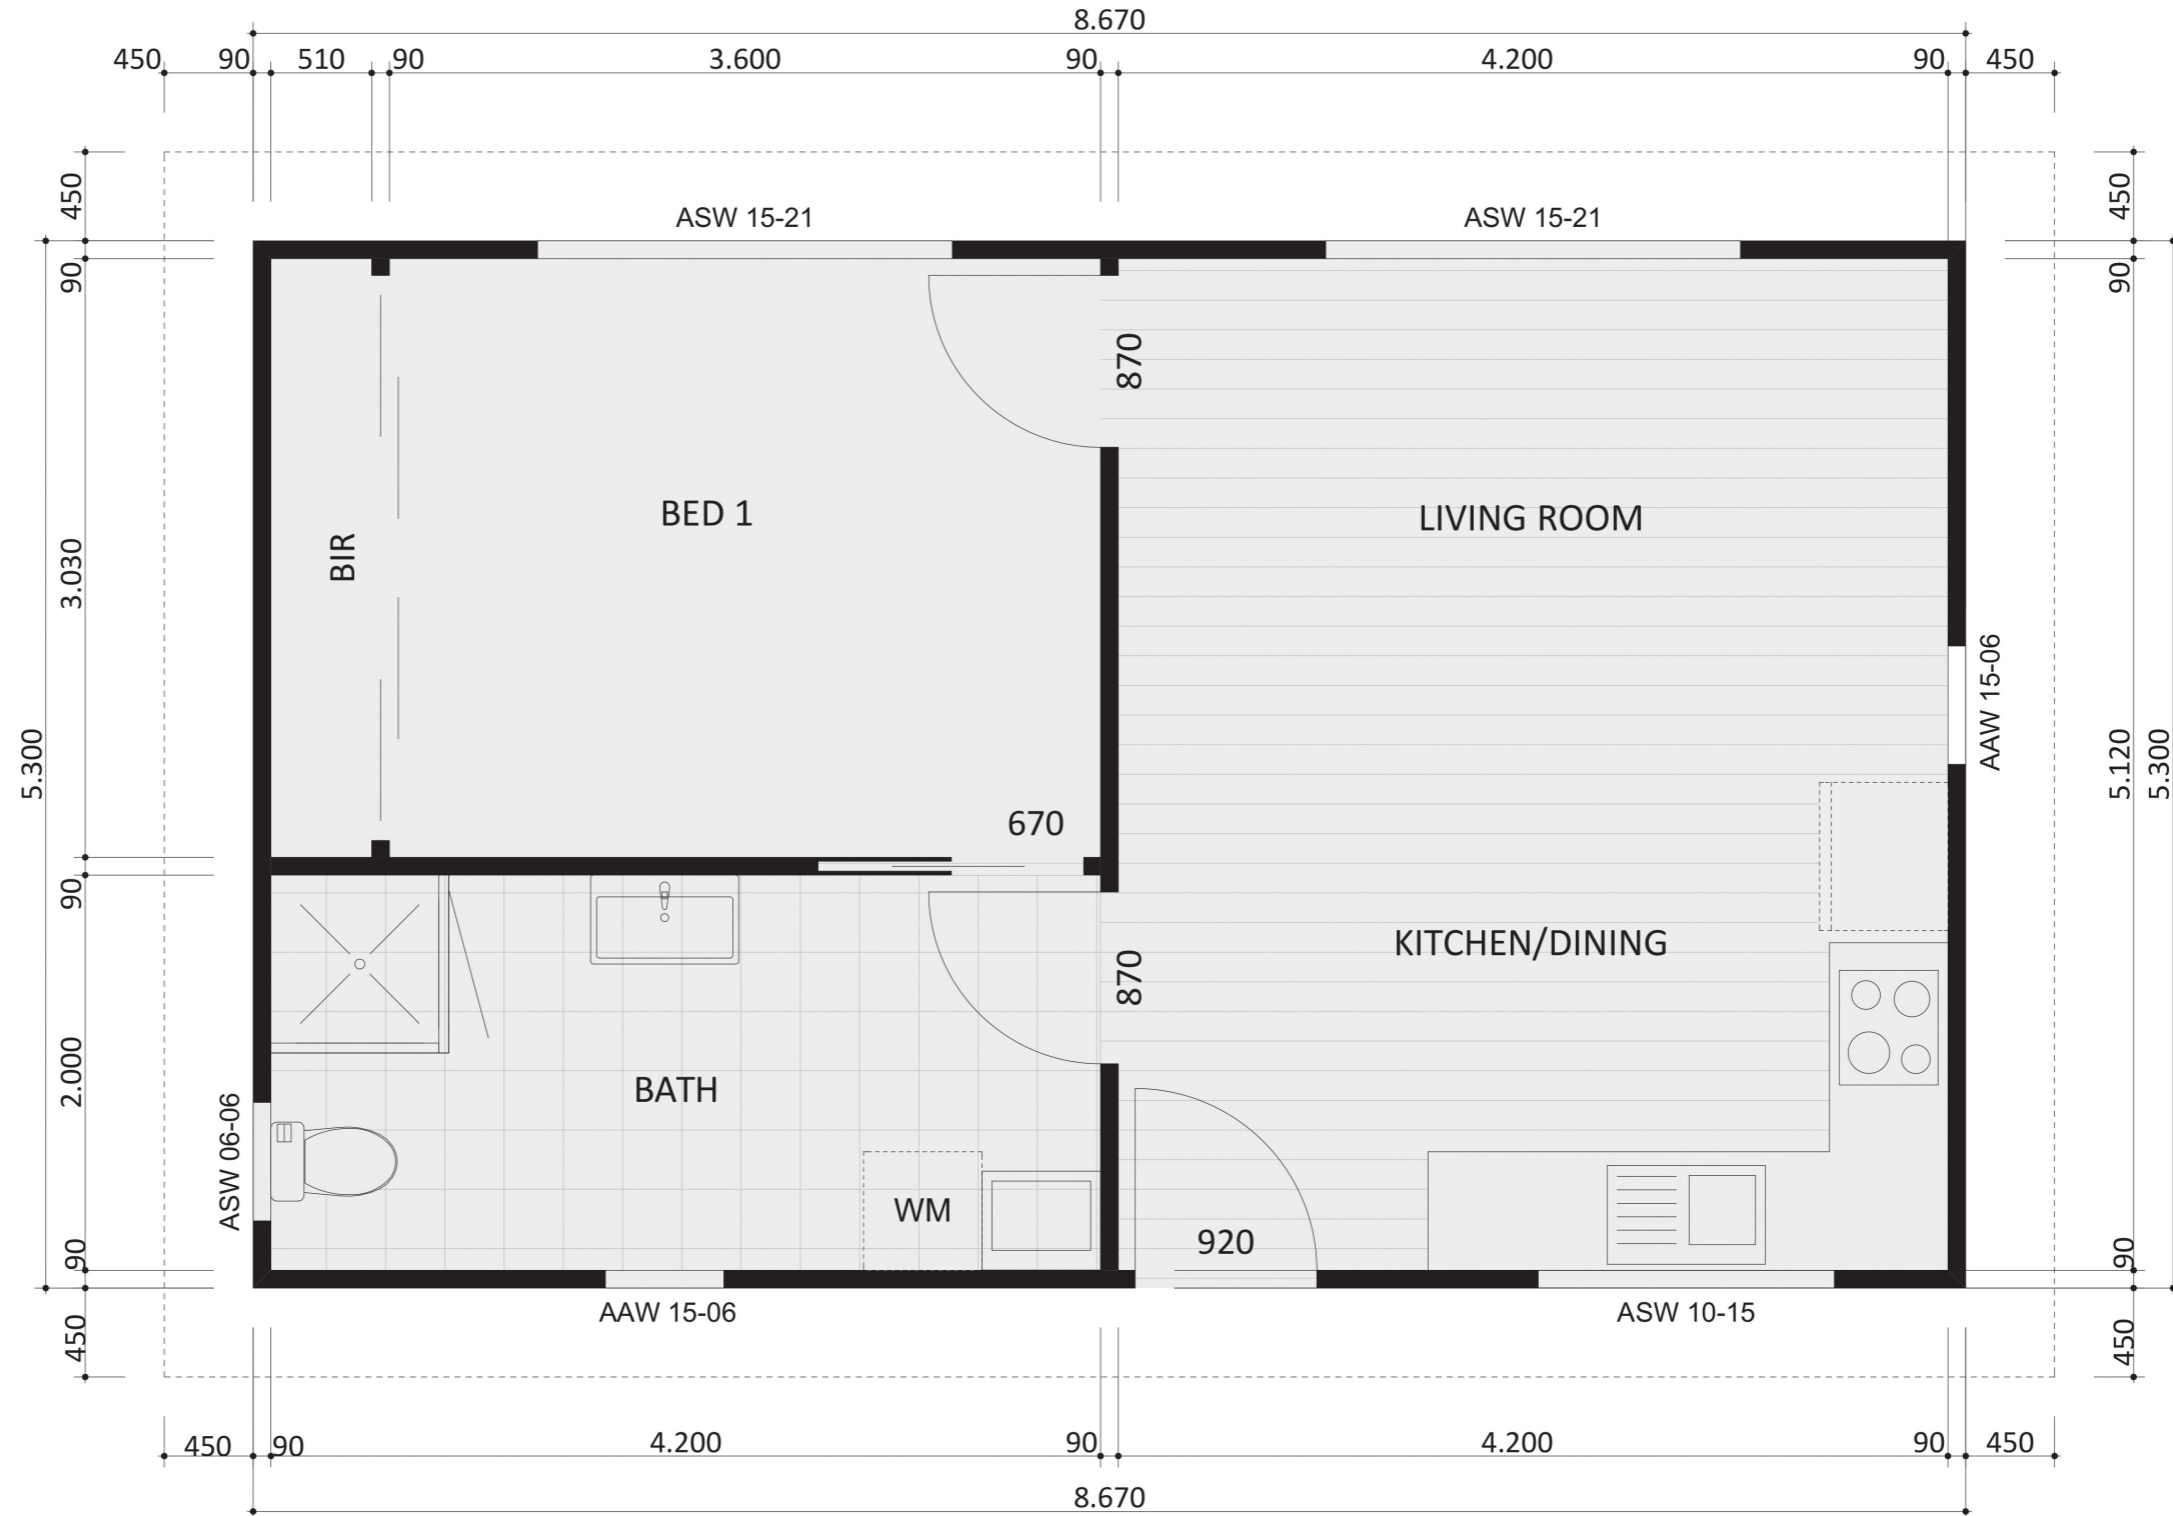 8.670
450 90 510 90 3.600 90 4.200 90 450
450
450
ASW 15-21
ASW 15-21
90
90
870
BED 1
LIVING ROOM
BIR
3.030
AAW 15-06
5.300
5.120
5.300
670
90
KITCHEN/DINING
870
2.000
BATH
ASW 06-06
WM
920
90
90
AAW 15-06
ASW 10-15
450
450
450 90 4.200 90 4.200 90 450
8.670